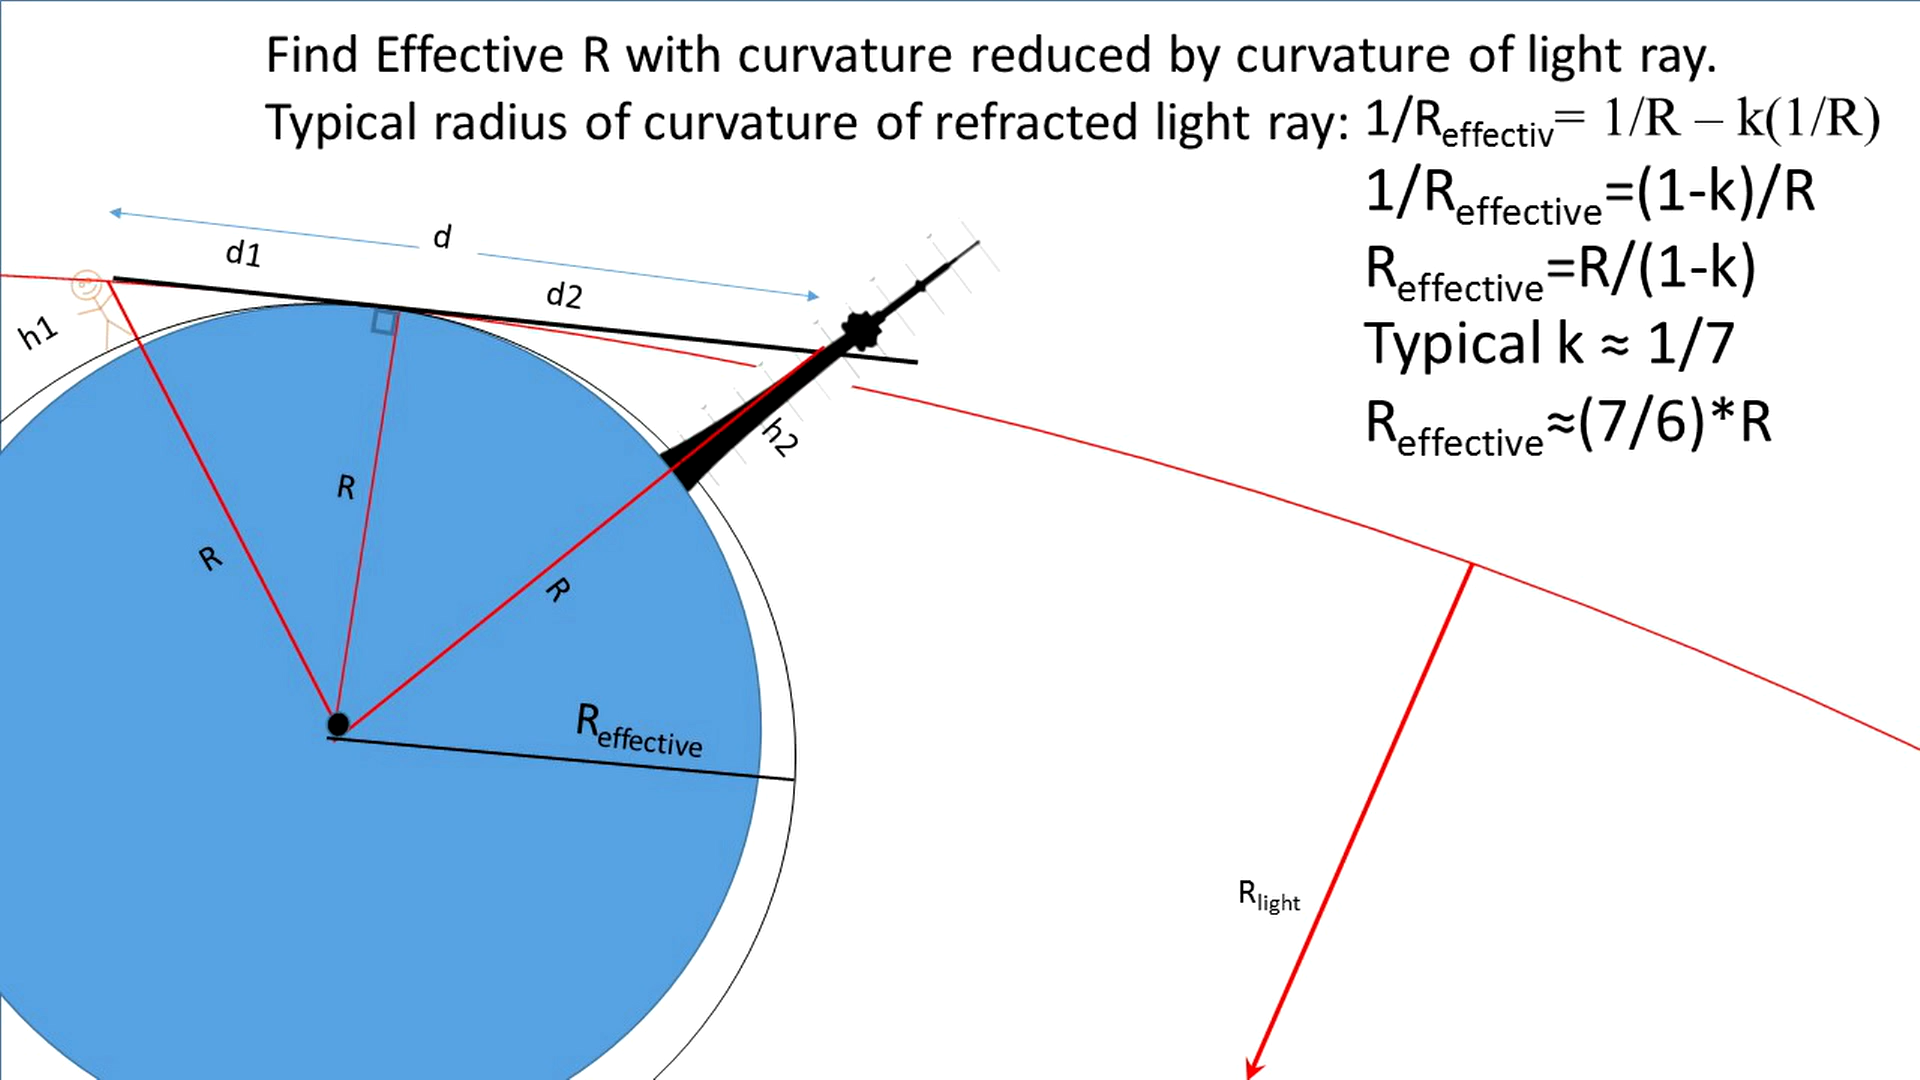 Find Effective R with curvature reduced by curvature of light ray.
Typical radius of curvature of refracted light ray: 1/Reffectiv= 1/R – k(1/R)
1/Reffective=(1-k)/R
Reffective=R/(1-k)
Typical k ≈ 1/7
Reffective≈(7/6)*R
d
d1
d2
h1
h2
R
R
R
Reffective
Rlight